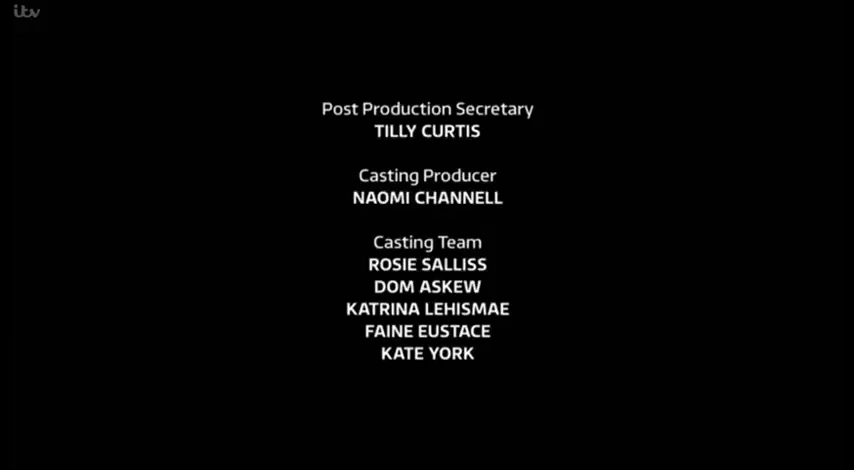 itv
Post Production Secretary
TILLY CURTIS
Casting Producer
NAOMI CHANNELL
Casting Team
ROSIE SALLISS
DOM ASKEW
KATRINA LEHISMAE
FAINE EUSTACE
KATE YORK